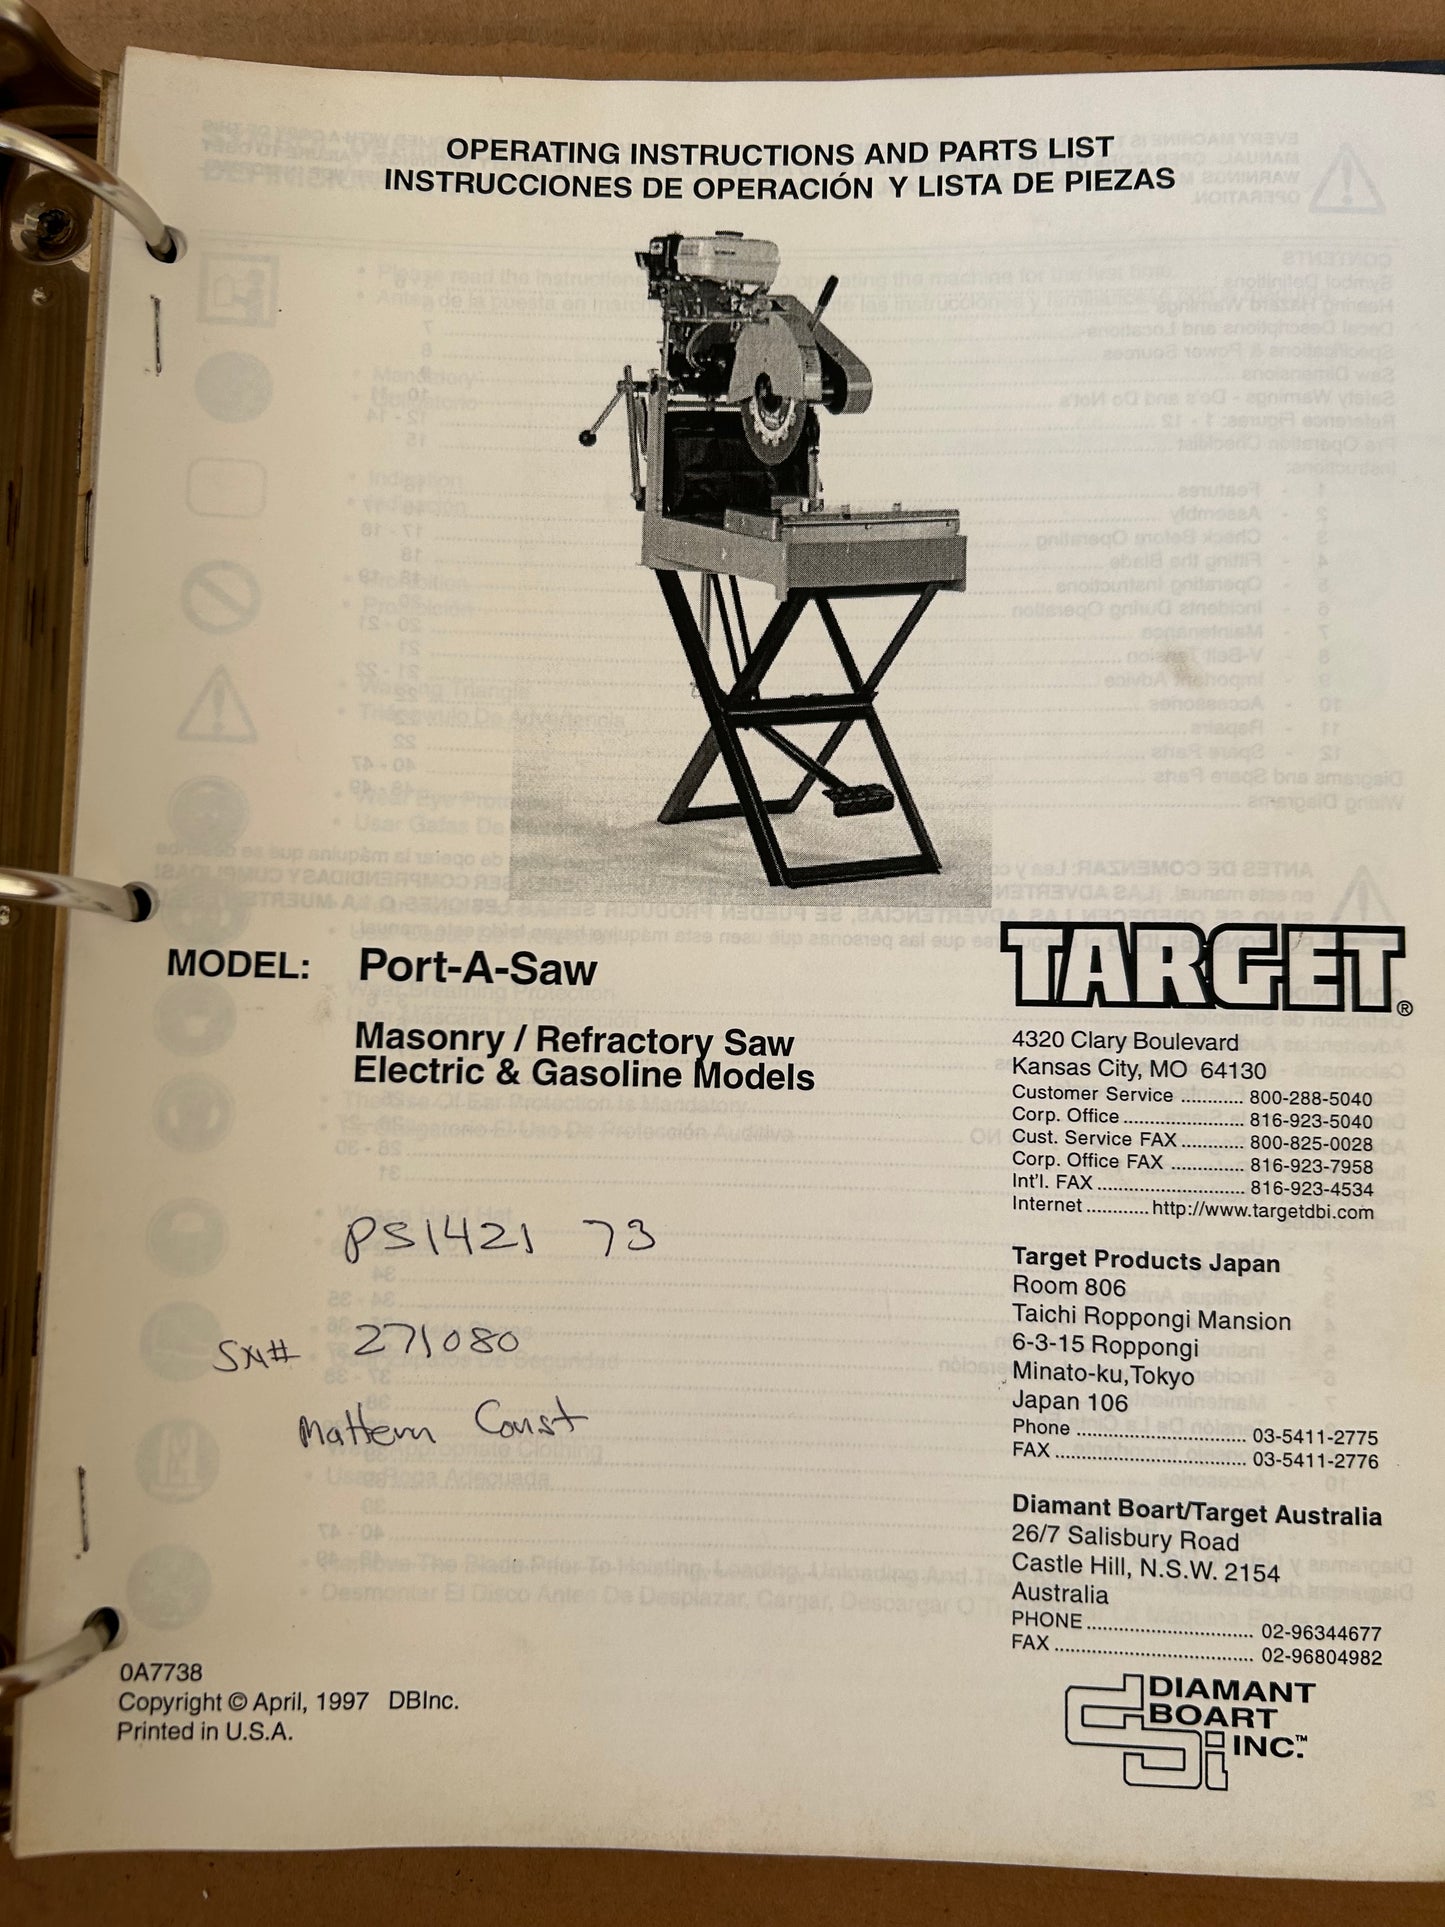 OPERATING INSTRUCTIONS AND PARTS LIST
INSTRUCCIONES DE OPERACIÓN Y LISTA DE PIEZAS
MODEL: Port-A-Saw
Masonry / Refractory Saw
Electric & Gasoline Models
PS1421 73
271080
Mattern Const
0A7738
Copyright © April, 1997 DBInc.
Printed in U.S.A.
TARGET®
4320 Clary Boulevard
Kansas City, MO 64130
Customer Service ............ 800-288-5040
Corp. Office ........................ 816-923-5040
Cust. Service FAX ............ 800-825-0028
Corp. Office FAX .............. 816-923-7958
Int'l. FAX ............................ 816-923-4534
Internet ............ http://www.targetdbi.com
Target Products Japan
Room 806
Taichi Roppongi Mansion
6-3-15 Roppongi
Minato-ku,Tokyo
Japan 106
Phone ................................ 03-5411-2775
FAX .................................... 03-5411-2776
Diamant Boart/Target Australia
26/7 Salisbury Road
Castle Hill, N.S.W. 2154
Australia
PHONE ................................ 02-96344677
FAX ...................................... 02-96804982
DIAMANT
BOART
INC.™